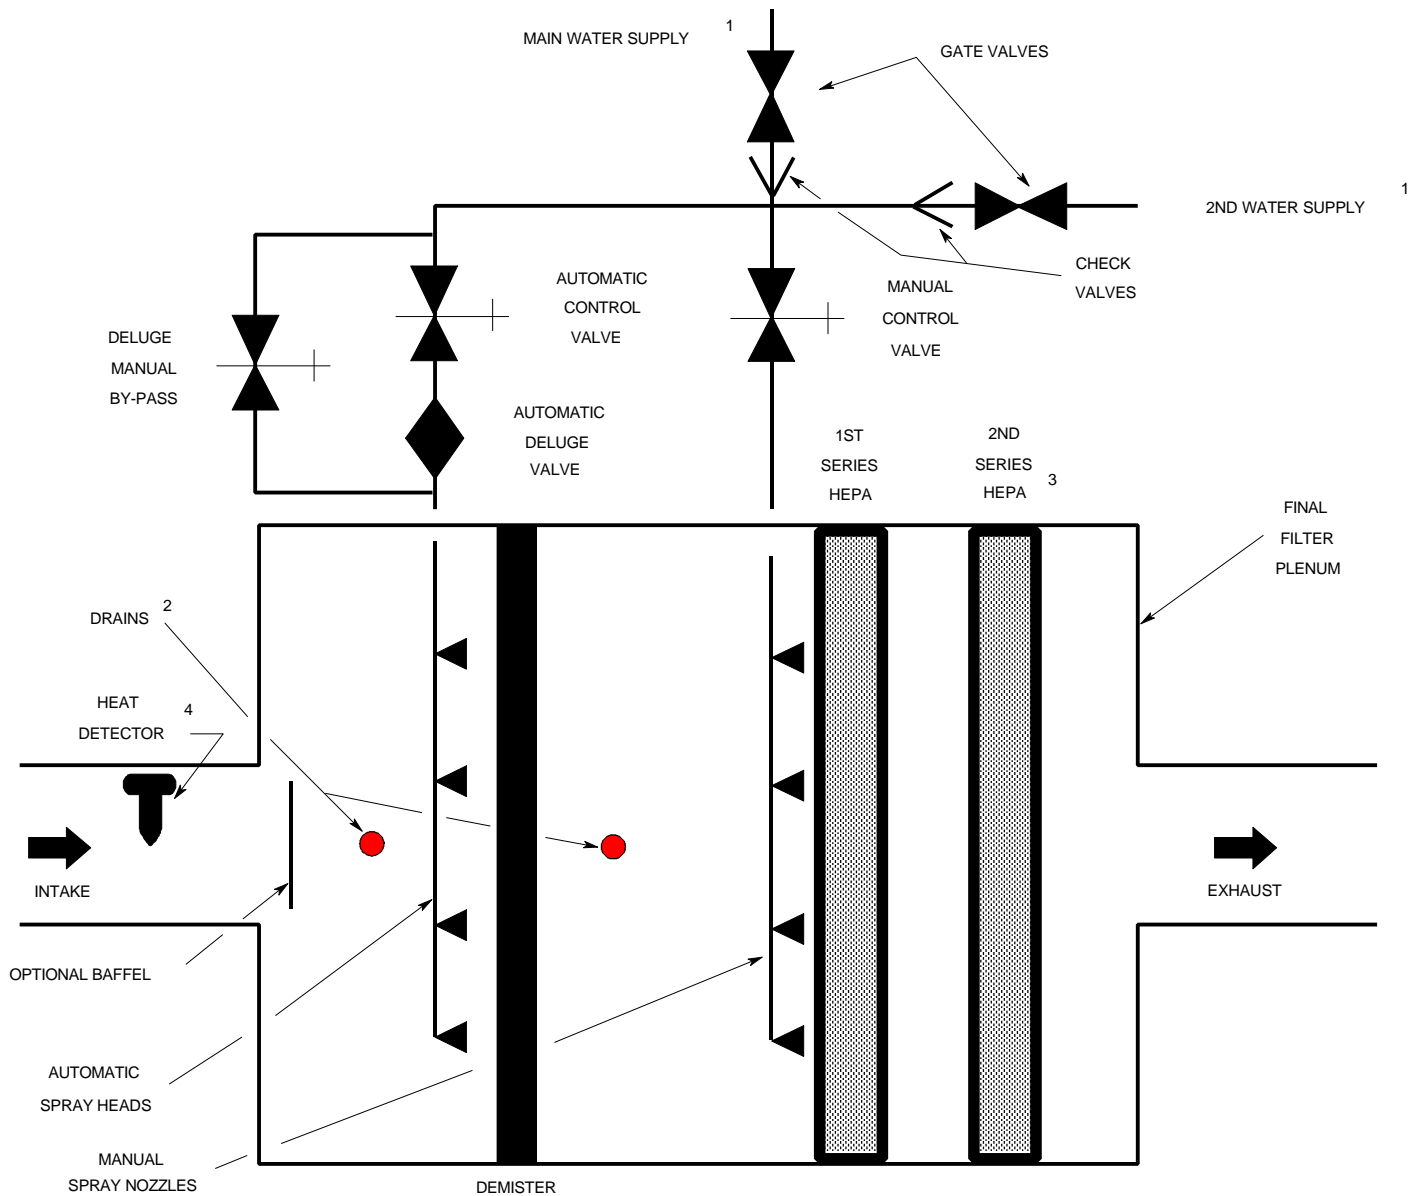 MAIN WATER SUPPLY 1
GATE VALVES
2ND WATER SUPPLY 1
CHECK
VALVES
AUTOMATIC
CONTROL
VALVE
MANUAL
CONTROL
VALVE
DELUGE
MANUAL
BY-PASS
AUTOMATIC
DELUGE
VALVE
1ST
SERIES
HEPA
2ND
SERIES
HEPA 3
FINAL
FILTER
PLENUM
DRAINS 2
HEAT
DETECTOR 4
INTAKE
EXHAUST
OPTIONAL BAFFEL
AUTOMATIC
SPRAY HEADS
MANUAL
SPRAY NOZZLES
DEMISTER